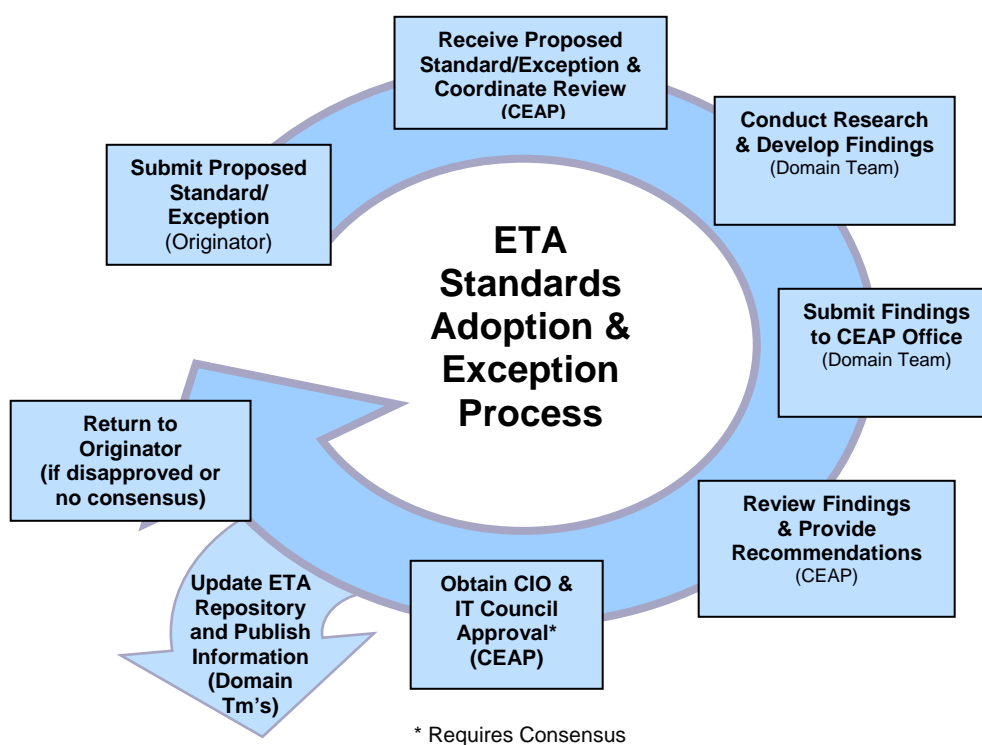 Receive Proposed
Standard/Exception &
Coordinate Review
(CEAP)
Conduct Research
& Develop Findings
(Domain Team)
Submit Proposed
Standard/
Exception
(Originator)
ETA
Standards
Adoption &
Exception
Process
Submit Findings
to CEAP Office
(Domain Team)
Return to
Originator
(if disapproved or
no consensus)
Review Findings
& Provide
Recommendations
(CEAP)
Obtain CIO &
IT Council
Approval*
(CEAP)
Update ETA
Repository
and Publish
Information
(Domain
Tm's)
* Requires Consensus